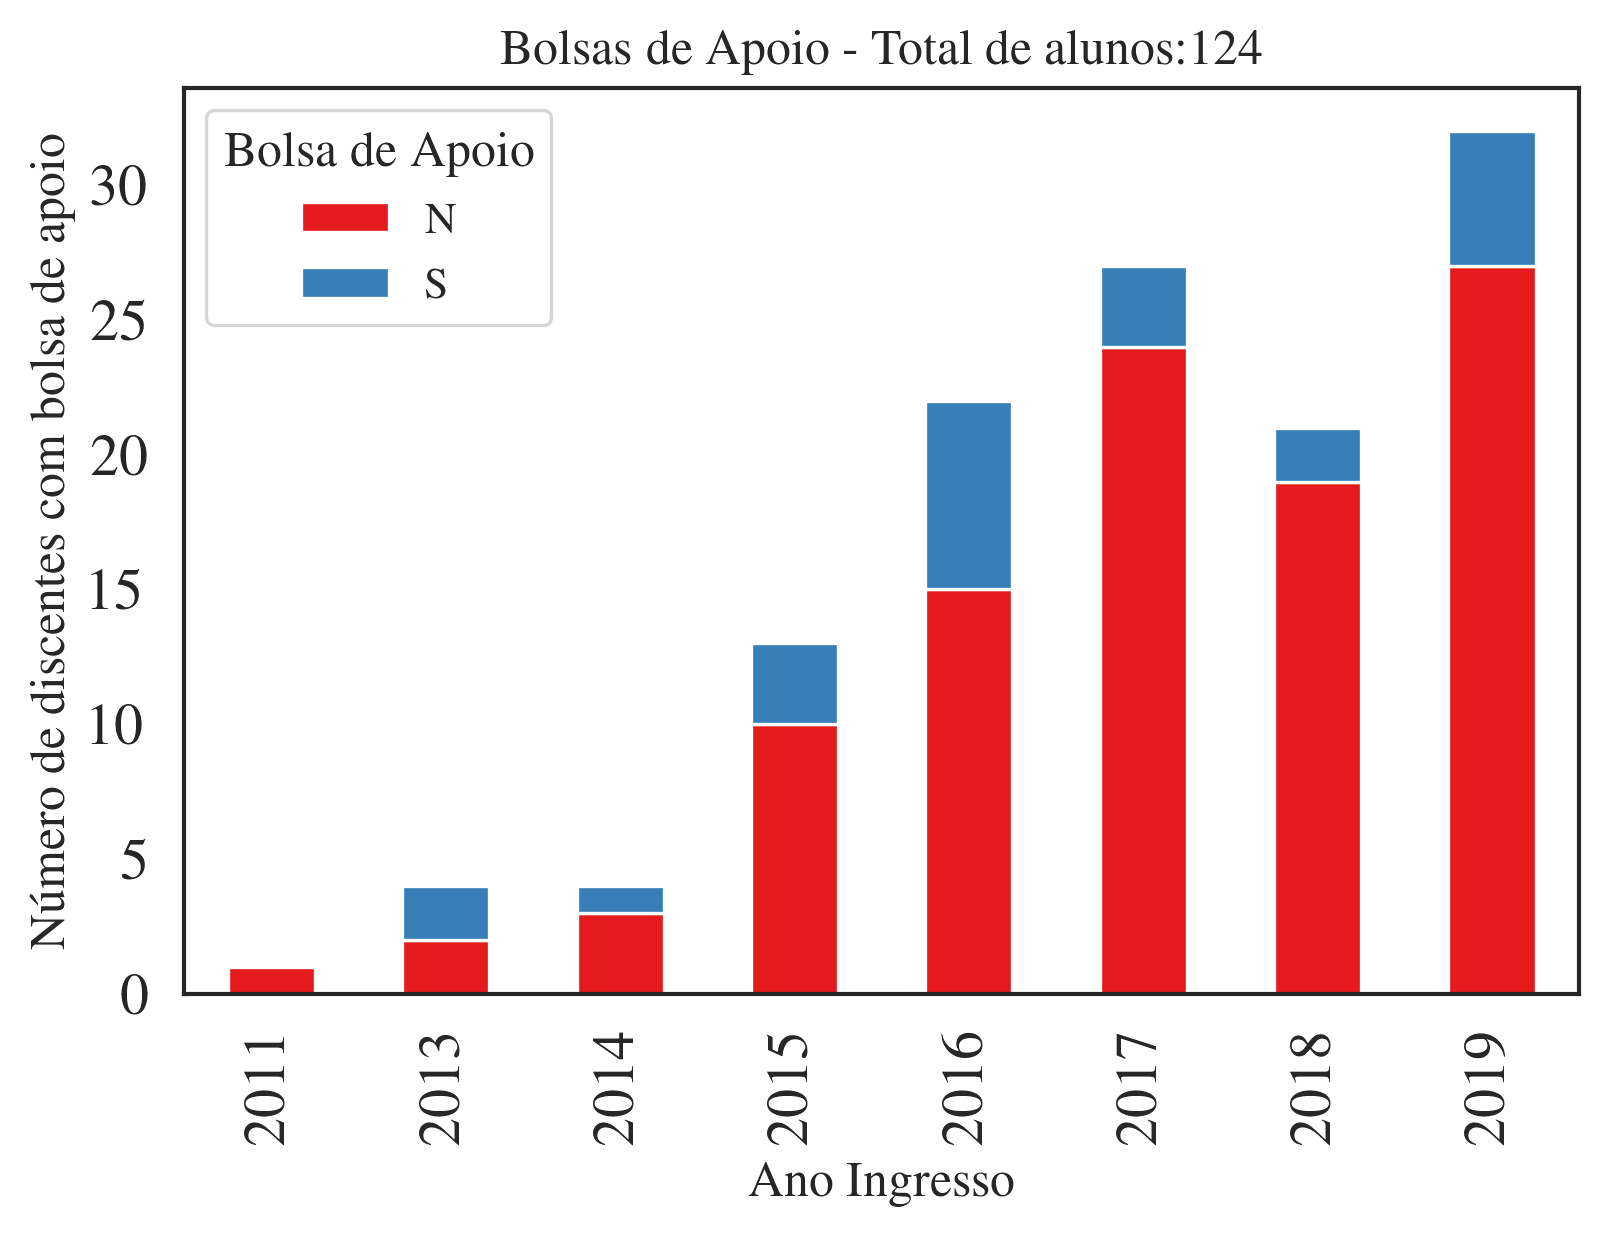 Bolsas de Apoio - Total de alunos:124
Bolsa de Apoio
N
S
Número de discentes com bolsa de apoio
30
25
20
15
10
5
0
2011
2013
2014
2015
2016
2017
2018
2019
Ano Ingresso